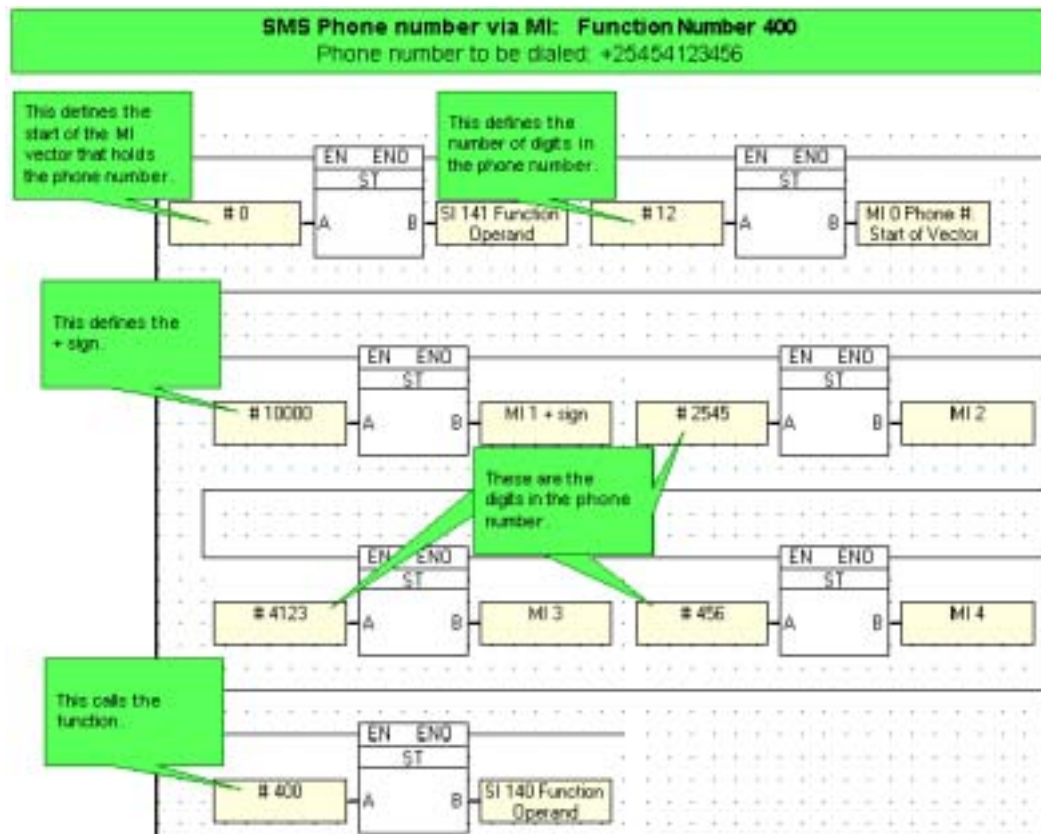 SMS Phone number via MI: Function Number 400
Phone number to be dialed: +25454123456
This defines the
start of the MI
vector that holds
the phone number.
This defines the
number of digits in
the phone number.
EN ENO
ST
# 0
A B
SI 141 Function
Operand
EN ENO
ST
# 12
A B
MI 0 Phone #:
Start of Vector
This defines the
+ sign.
EN ENO
ST
# 10000
A B
MI 1 + sign
EN ENO
ST
# 2545
A B
MI 2
These are the
digits in the phone
number.
EN ENO
ST
# 4123
A B
MI 3
EN ENO
ST
# 456
A B
MI 4
This calls the
function.
EN ENO
ST
# 400
A B
SI 140 Function
Operand